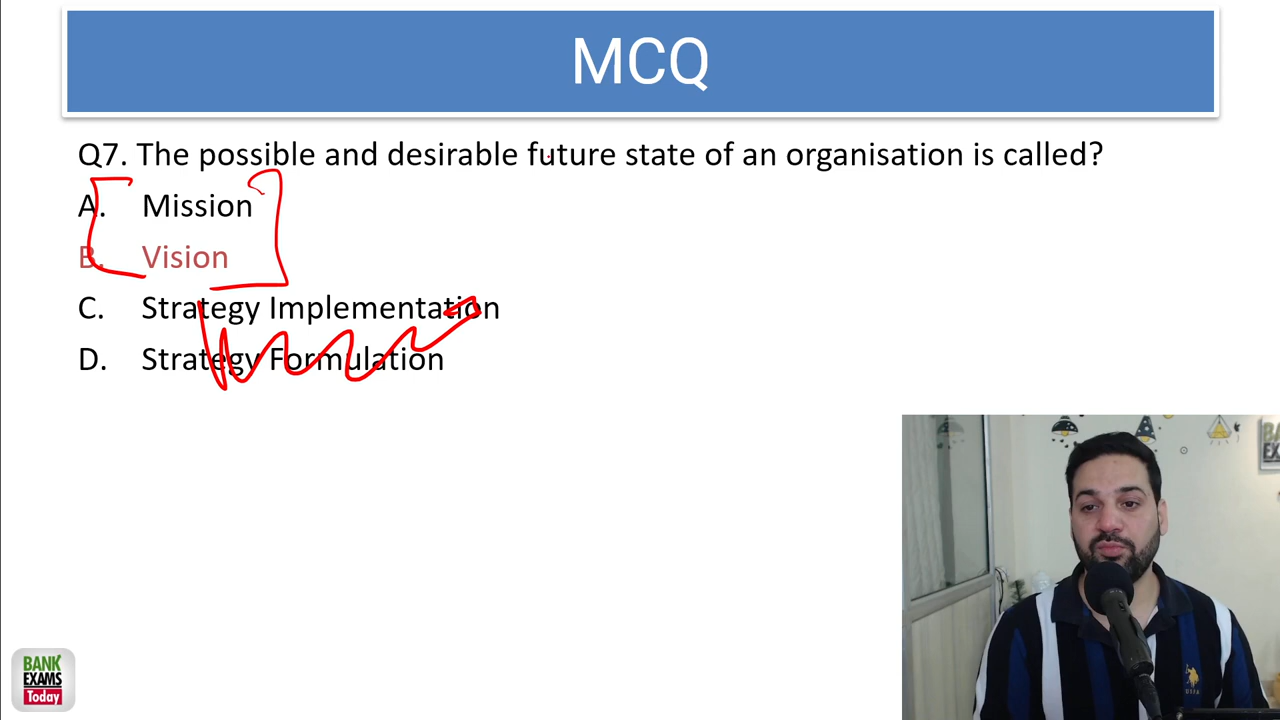 MCQ
Q7. The possible and desirable future state of an organisation is called?
A. Mission
B. Vision
C. Strategy Implementation
D. Strategy Formulation
BANK
EXAMS
Today